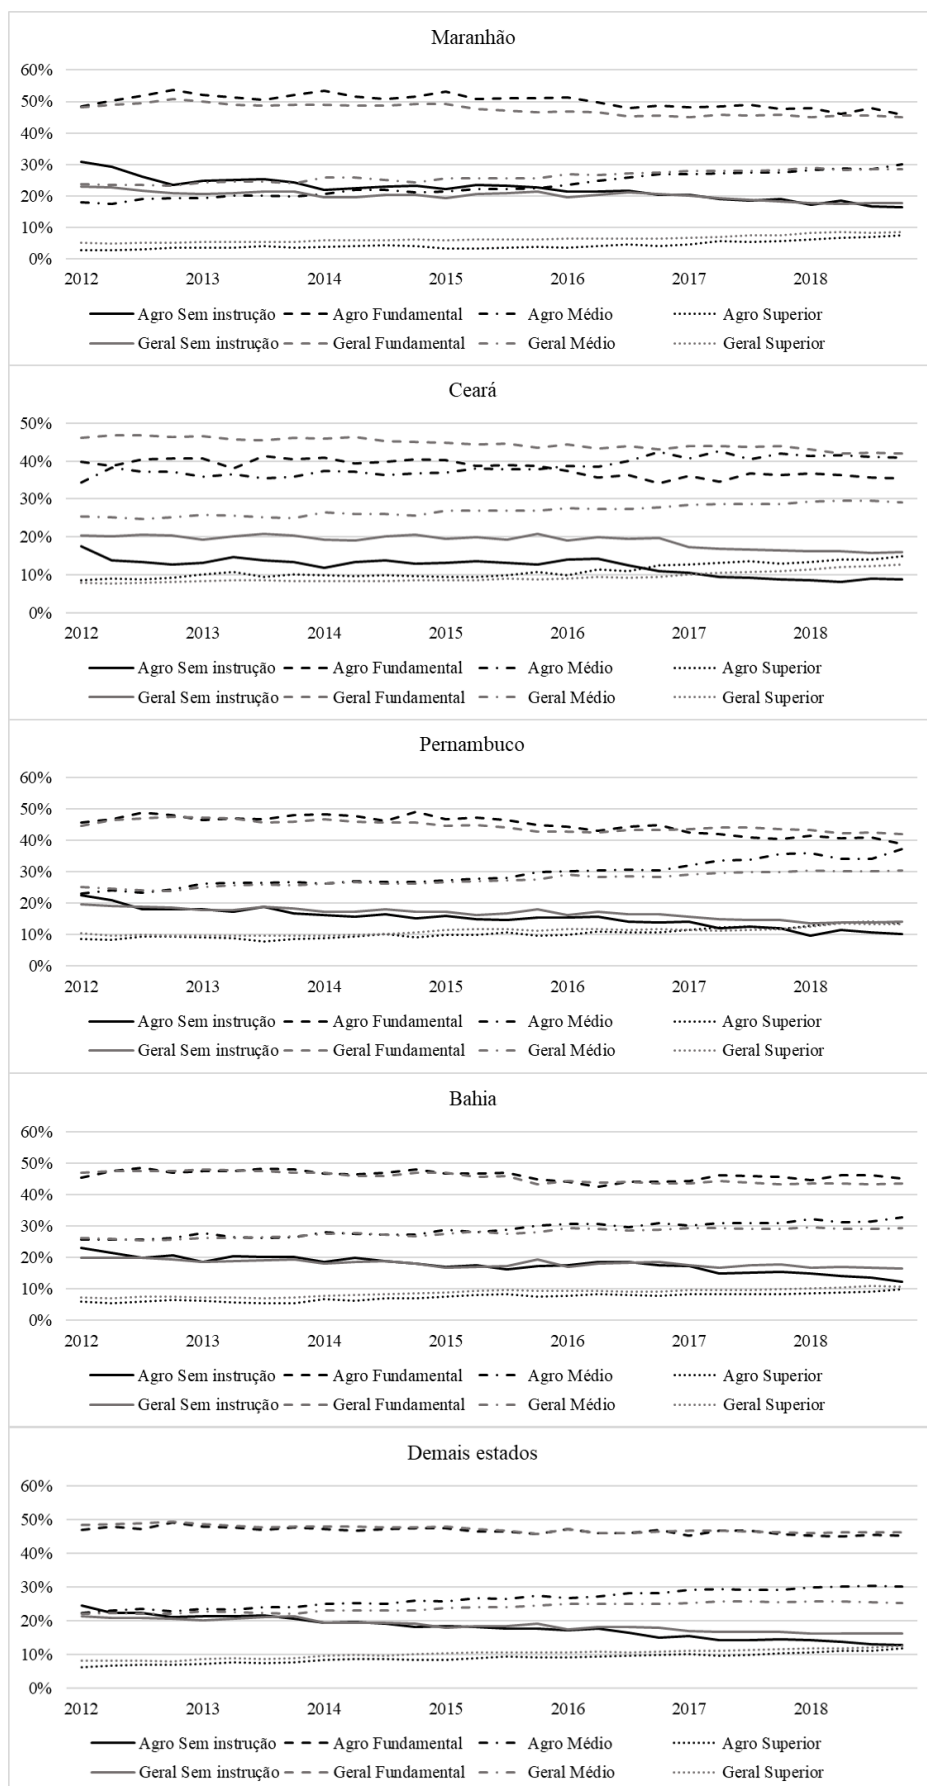 Maranhão
60%
50%
40%
30%
20%
10%
0%
2012 2013 2014 2015 2016 2017 2018
Agro Sem instrução Agro Fundamental Agro Médio Agro Superior
Geral Sem instrução Geral Fundamental Geral Médio Geral Superior
Ceará
50%
40%
30%
20%
10%
0%
2012 2013 2014 2015 2016 2017 2018
Agro Sem instrução Agro Fundamental Agro Médio Agro Superior
Geral Sem instrução Geral Fundamental Geral Médio Geral Superior
Pernambuco
60%
50%
40%
30%
20%
10%
0%
2012 2013 2014 2015 2016 2017 2018
Agro Sem instrução Agro Fundamental Agro Médio Agro Superior
Geral Sem instrução Geral Fundamental Geral Médio Geral Superior
Bahia
60%
50%
40%
30%
20%
10%
0%
2012 2013 2014 2015 2016 2017 2018
Agro Sem instrução Agro Fundamental Agro Médio Agro Superior
Geral Sem instrução Geral Fundamental Geral Médio Geral Superior
Demais estados
60%
50%
40%
30%
20%
10%
0%
2012 2013 2014 2015 2016 2017 2018
Agro Sem instrução Agro Fundamental Agro Médio Agro Superior
Geral Sem instrução Geral Fundamental Geral Médio Geral Superior